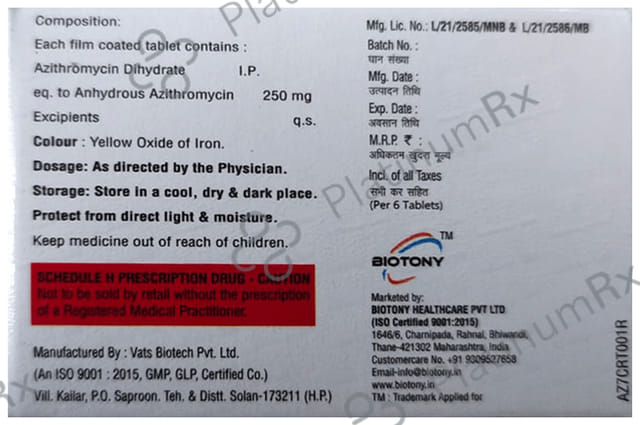 Composition:
Each film coated tablet contains :
Azithromycin Dihydrate I.P.
eq. to Anhydrous Azithromycin 250 mg
Excipients q.s.
Colour : Yellow Oxide of Iron.
Dosage: As directed by the Physician.
Storage: Store in a cool, dry & dark place.
Protect from direct light & moisture.
Keep medicine out of reach of children.
SCHEDULE H PRESCRIPTION DRUG - CAUTION
Not to be sold by retail without the prescription
of a Registered Medical Practitioner.
Manufactured by : Vats Biotech Pvt. Ltd.
(An ISO 9001 : 2015, GMP, GLP, Certified Co.)
Vill. Kailar, P.O. Saproon. Teh. & Distt. Solan-173211 (H.P.)
Mfg. Lic. No.: L/21/2585/MNB & L/21/2586/MB
Batch No. :
घान संख्या
Mfg. Date :
उत्पादन तिथि
Exp. Date :
अवसान तिथि
M.R.P. ₹ :
अधिकतम खुदरा मूल्य
Incl. of all Taxes
सभी कर सहित
(Per 6 Tablets)
BIOTONY TM
Marketed by:
BIOTONY HEALTHCARE PVT LTD
(ISO Certified 9001:2015)
1646/6, Charnipada, Rahnal, Bhiwandi,
Thane-421302 Maharashtra, India.
Customercare No. +91 9309527658
Email-info@biotony.in
www.biotony.in
TM : Trademark Applied for
AZ7CRT001R
PlatinumRx
PlatinumRx
PlatinumRx
Rx